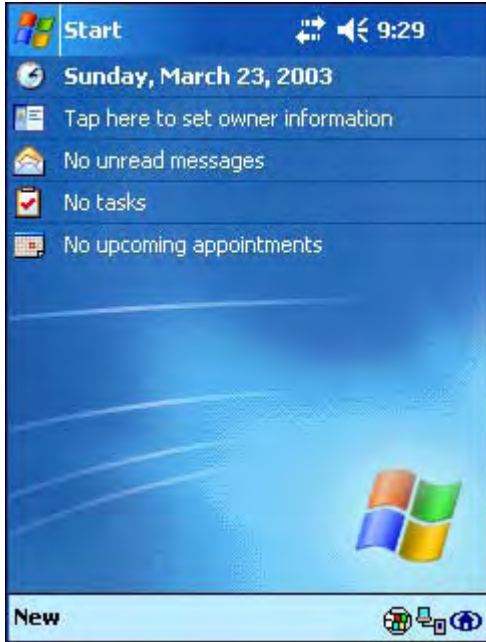 Start 9:29
Sunday, March 23, 2003
Tap here to set owner information
No unread messages
No tasks
No upcoming appointments
New